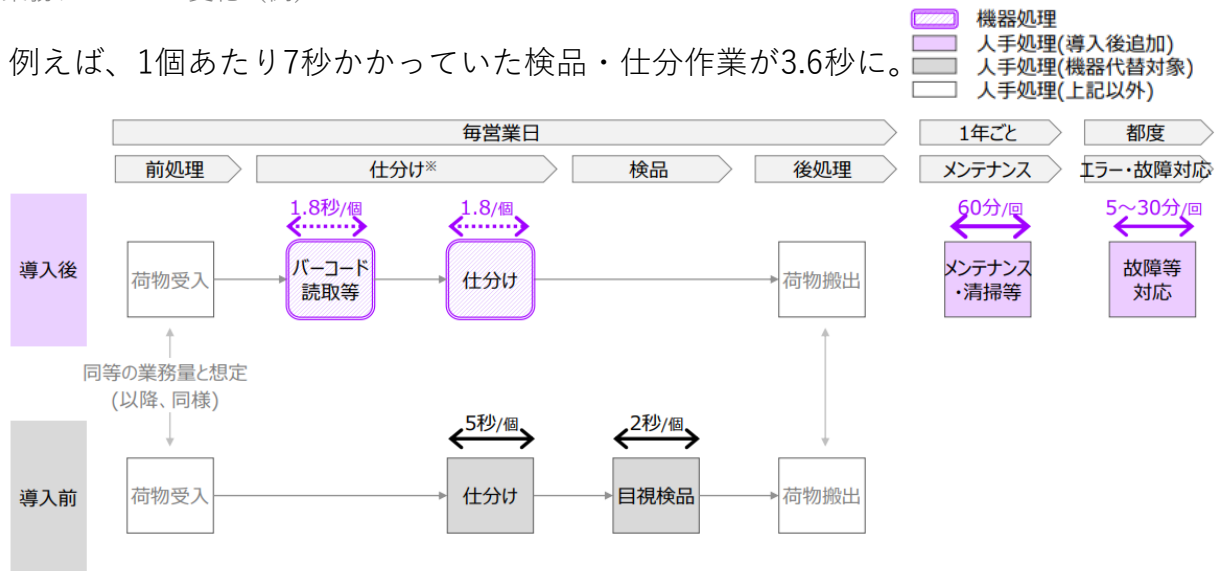 例えば、1個あたり7秒かかっていた検品・仕分作業が3.6秒に。
機器処理
人手処理(導入後追加)
人手処理(機器代替対象)
人手処理(上記以外)
毎営業日
1年ごと
都度
前処理
仕分け※
検品
後処理
メンテナンス
エラー・故障対応
導入後
1.8秒/個
1.8/個
60分/回
5～30分/回
荷物受入
バーコード
読取等
仕分け
荷物搬出
メンテナンス
・清掃等
故障等
対応
同等の業務量と想定
(以降、同様)
導入前
5秒/個
2秒/個
荷物受入
仕分け
目視検品
荷物搬出